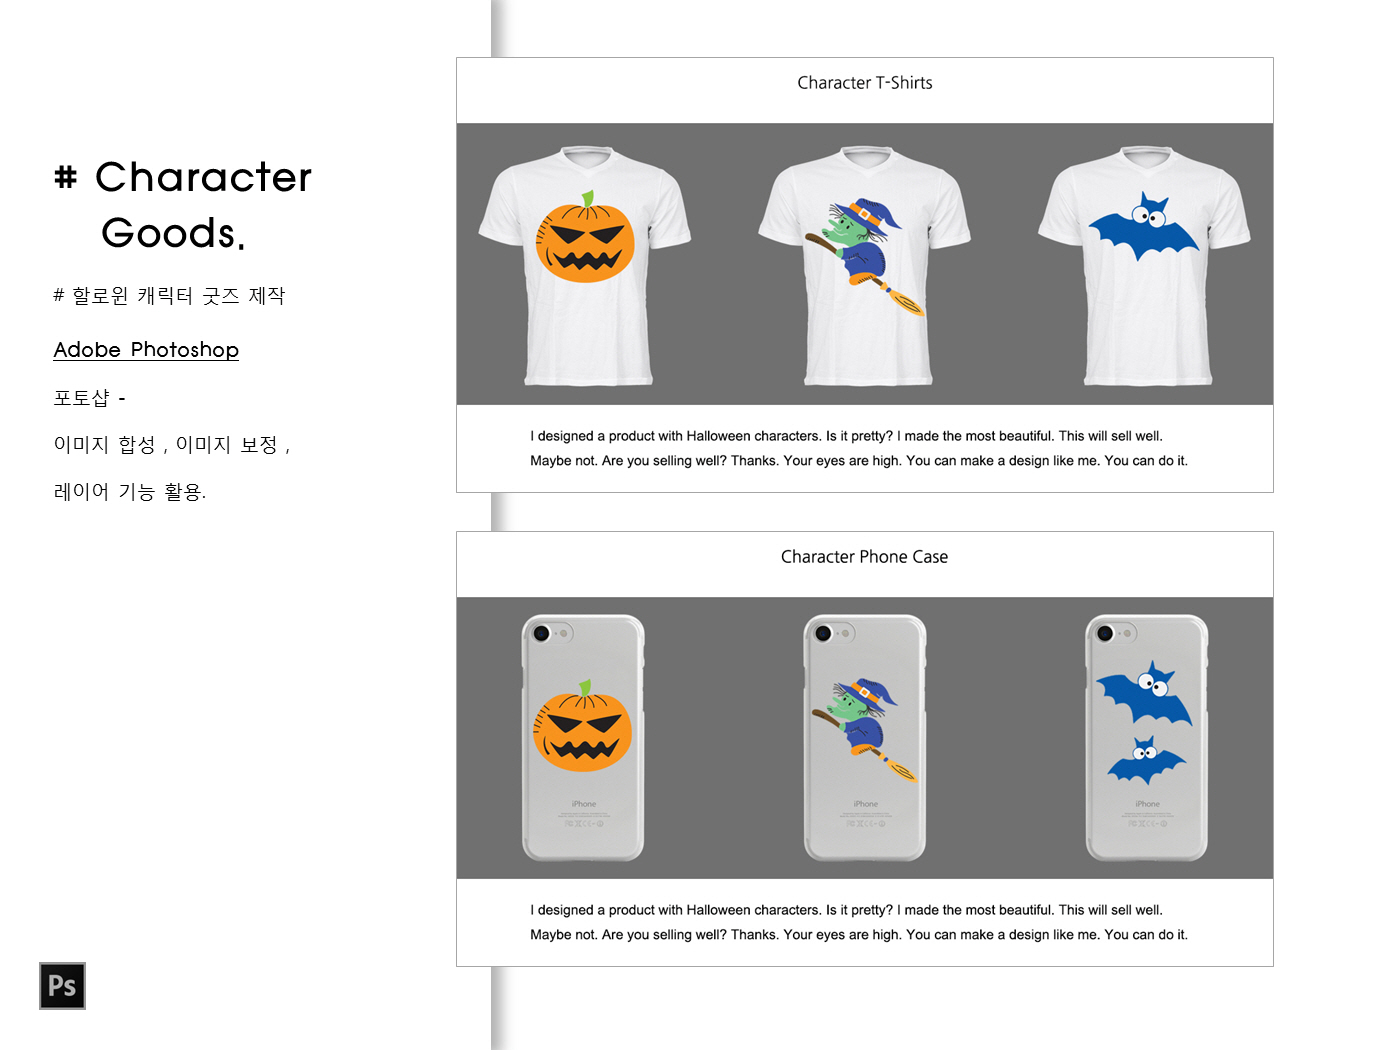 # Character
Goods.
# 할로윈 캐릭터 굿즈 제작
Adobe Photoshop
포토샵 -
이미지 합성 , 이미지 보정 ,
레이어 기능 활용.
Ps
Character T-Shirts
I designed a product with Halloween characters. Is it pretty? I made the most beautiful. This will sell well.
Maybe not. Are you selling well? Thanks. Your eyes are high. You can make a design like me. You can do it.
Character Phone Case
iPhone
iPhone
iPhone
I designed a product with Halloween characters. Is it pretty? I made the most beautiful. This will sell well.
Maybe not. Are you selling well? Thanks. Your eyes are high. You can make a design like me. You can do it.